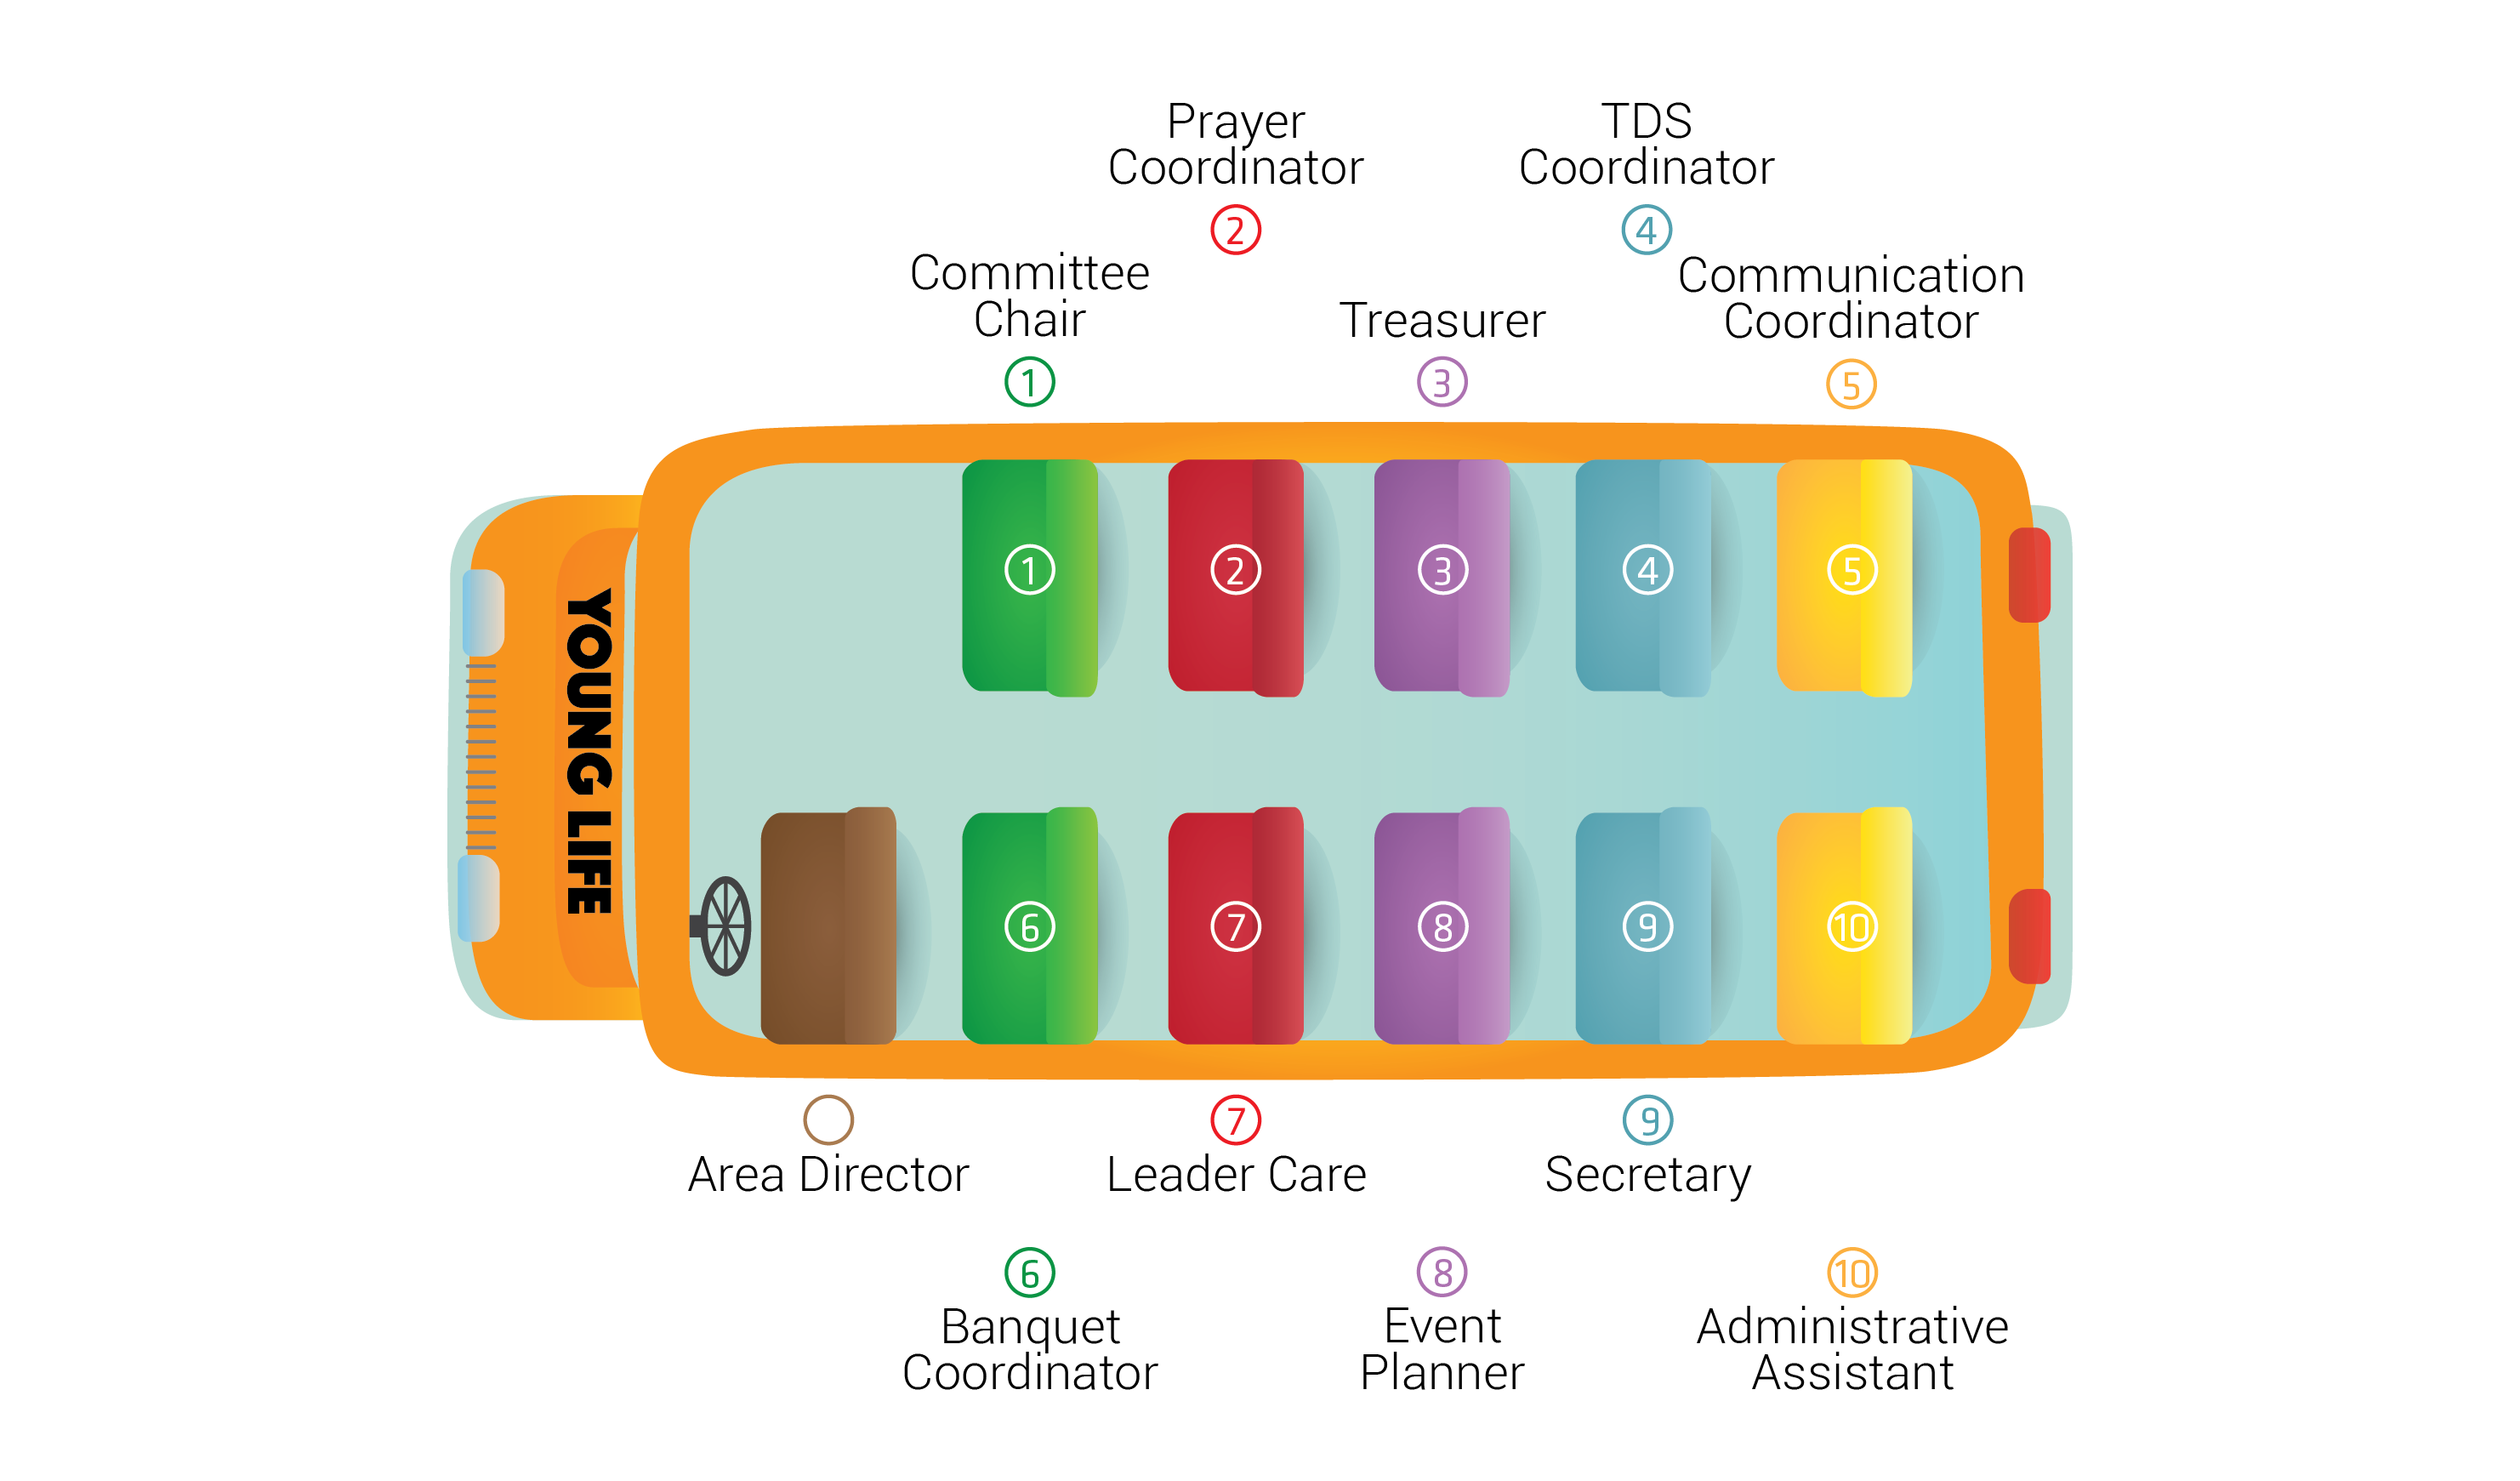 Prayer
Coordinator
2
TDS
Coordinator
4
Committee
Chair
1
Treasurer
3
Communication
Coordinator
5
1
2
3
4
5
YOUNG LIFE
6
7
8
9
10
Area Director
7
Leader Care
9
Secretary
6
Banquet
Coordinator
8
Event
Planner
10
Administrative
Assistant